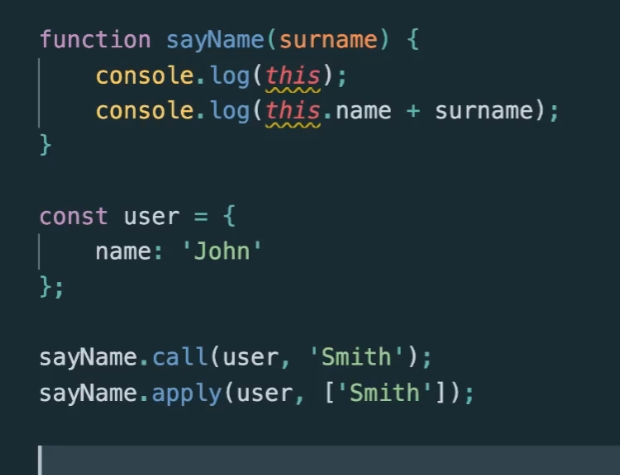 function sayName(surname) {
    console.log(this);
    console.log(this.name + surname);
}
const user = {
    name: 'John'
};
sayName.call(user, 'Smith');
sayName.apply(user, ['Smith']);